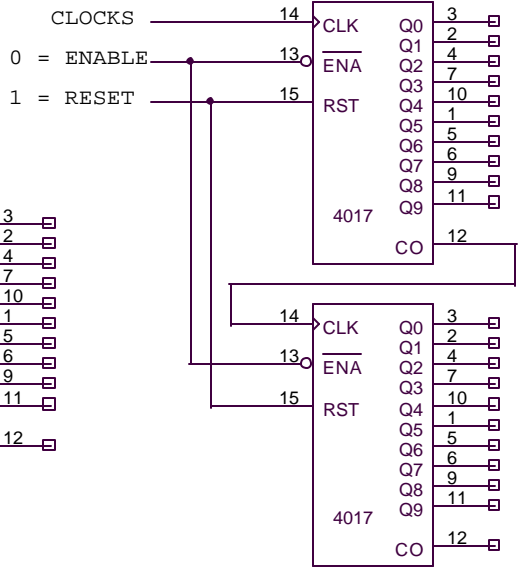 CLOCKS 14 CLK Q0 3
Q1 2
0 = ENABLE 13 ENA Q2 4
Q3 7
1 = RESET 15 RST Q4 10
Q5 1
Q6 5
Q7 6
Q8 9
4017 Q9 11
CO 12
3
2
4
7
10
1
5
6
9
11
12
14 CLK Q0 3
Q1 2
13 ENA Q2 4
Q3 7
15 RST Q4 10
Q5 1
Q6 5
Q7 6
Q8 9
4017 Q9 11
CO 12